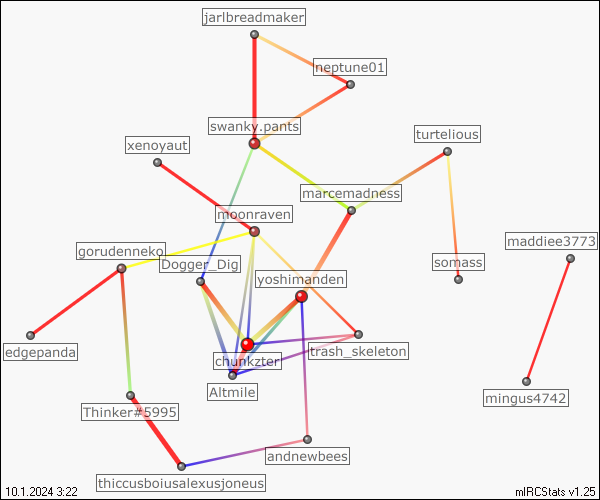 jarlbreadmaker
neptune01
swanky.pants
turtelious
xenoyaut
marcemadness
moonraven
maddiee3773
gorudenneko
Dogger_Dig
somass
yoshimanden
edgepanda
trash_skeleton
chunkzter
Altmile
mingus4742
Thinker#5995
andnewbees
thiccusboiusalexusjoneus
10.1.2024 3:22
mIRCStats v1.25